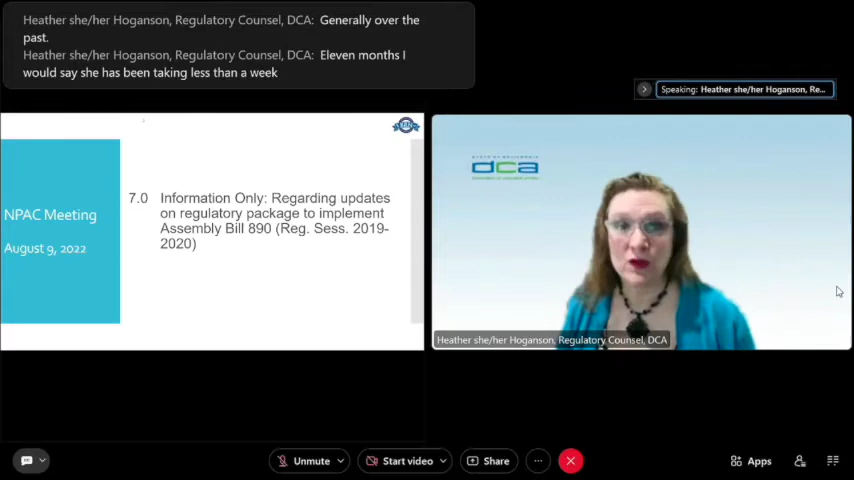 Heather she/her Hoganson, Regulatory Counsel, DCA: Generally over the
past.
Heather she/her Hoganson, Regulatory Counsel, DCA: Eleven months I
would say she has been taking less than a week
Speaking: Heather she/her Hoganson, Re...
NPAC Meeting
August 9, 2022
7.0 Information Only: Regarding updates
on regulatory package to implement
Assembly Bill 890 (Reg. Sess. 2019-
2020)
dca
Heather she/her Hoganson, Regulatory Counsel, DCA
Unmute
Start video
Share
Apps